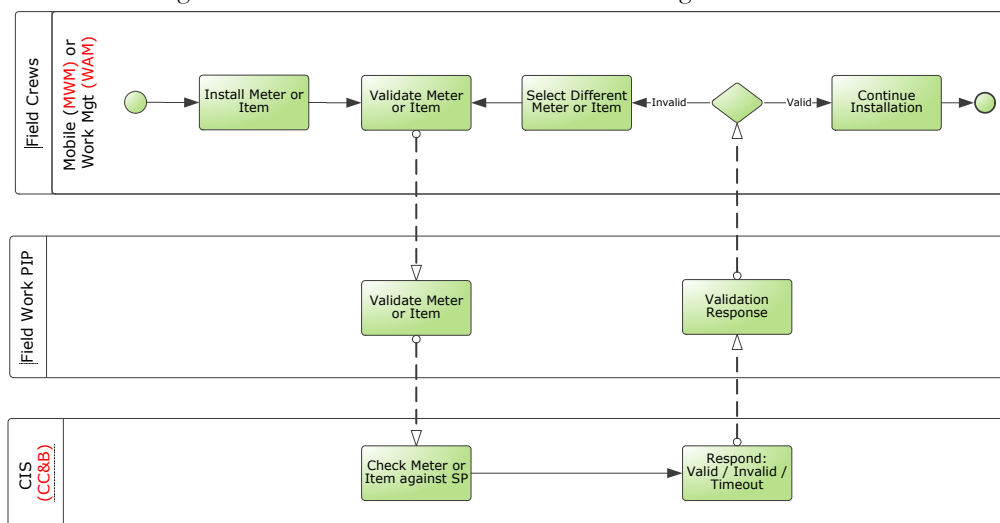 Field Crews
Mobile (MWM) or
Work Mgt (WAM)
Install Meter or
Item
Validate Meter
or Item
Select Different
Meter or Item
Invalid
Valid
Continue
Installation
Field Work PIP
Validate Meter
or Item
Validation
Response
CIS
(CC&B)
Check Meter or
Item against SP
Respond:
Valid / Invalid /
Timeout